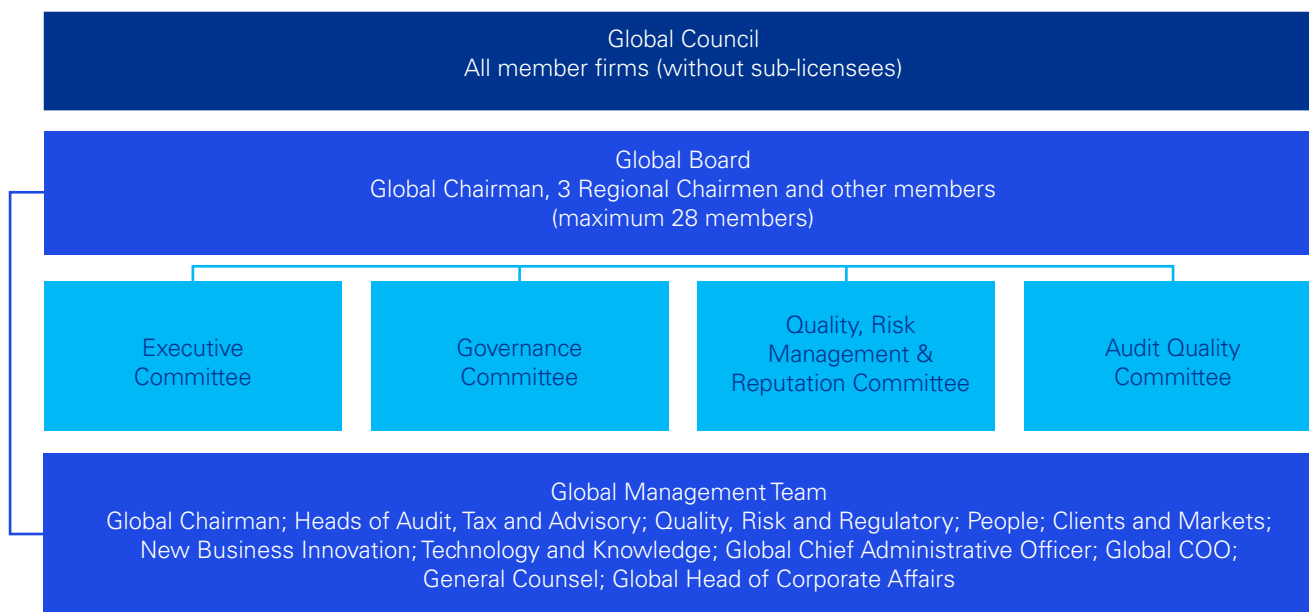 Global Council
All member firms (without sub-licensees)
Global Board
Global Chairman, 3 Regional Chairmen and other members
(maximum 28 members)
Executive
Committee
Governance
Committee
Quality, Risk
Management &
Reputation Committee
Audit Quality
Committee
Global Management Team
Global Chairman; Heads of Audit, Tax and Advisory; Quality, Risk and Regulatory; People; Clients and Markets;
New Business Innovation; Technology and Knowledge; Global Chief Administrative Officer; Global COO;
General Counsel; Global Head of Corporate Affairs